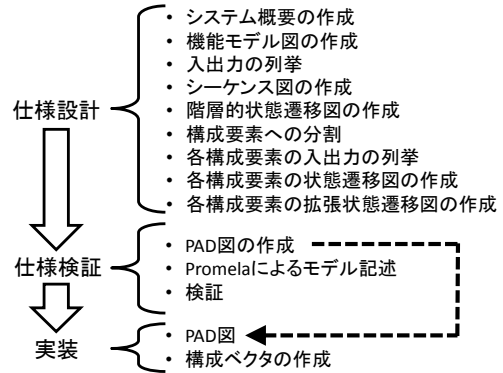 ・ システム概要の作成
・ 機能モデル図の作成
・ 入出力の列挙
・ シーケンス図の作成
仕様設計
・ 階層的状態遷移図の作成
・ 構成要素への分割
・ 各構成要素の入出力の列挙
・ 各構成要素の状態遷移図の作成
・ 各構成要素の拡張状態遷移図の作成
仕様検証
・ PAD図の作成
・ Promelaによるモデル記述
・ 検証
実装
・ PAD図
・ 構成ベクタの作成